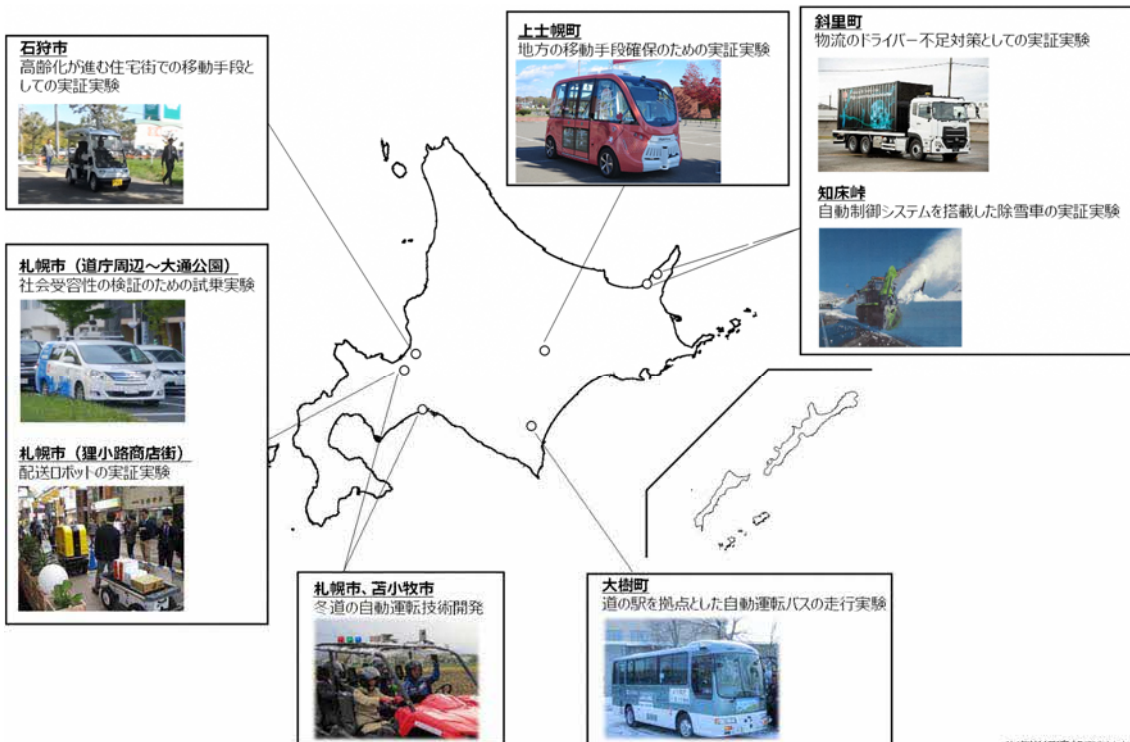 石狩市
高齢化が進む住宅街での移動手段と
しての実証実験
上士幌町
地方の移動手段確保のための実証実験
斜里町
物流のドライバー不足対策としての実証実験
知床峠
自動制御システムを搭載した除雪車の実証実験
札幌市（道庁周辺～大通公園）
社会受容性の検証のための試乗実験
札幌市（狸小路商店街）
配送ロボットの実証実験
札幌市、苫小牧市
冬道の自動運転技術開発
大樹町
道の駅を拠点とした自動運転バスの走行実験